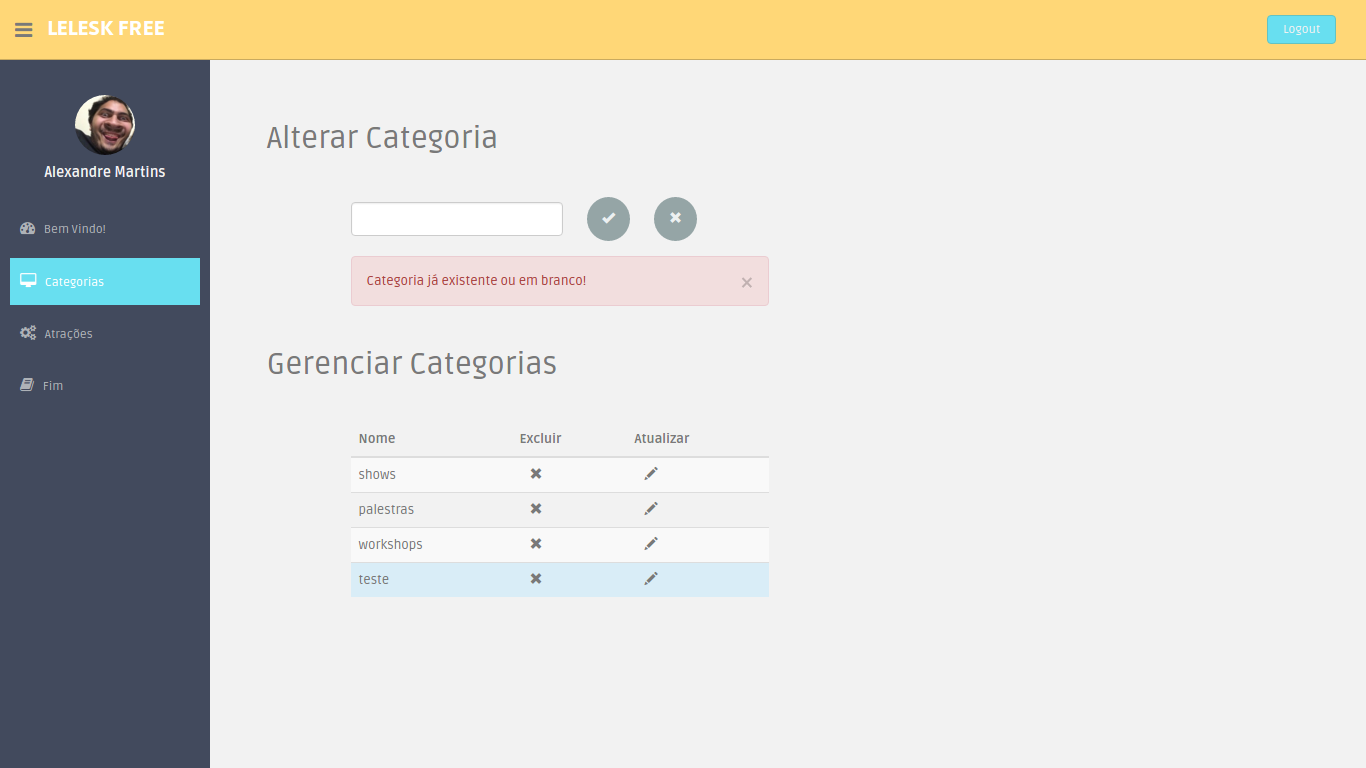 LELESK FREE
Logout
Alexandre Martins
Bem Vindo!
Categorias
Atrações
Fim
Alterar Categoria
Categoria já existente ou em branco!
×
Gerenciar Categorias
Nome Excluir Atualizar
shows
palestras
workshops
teste